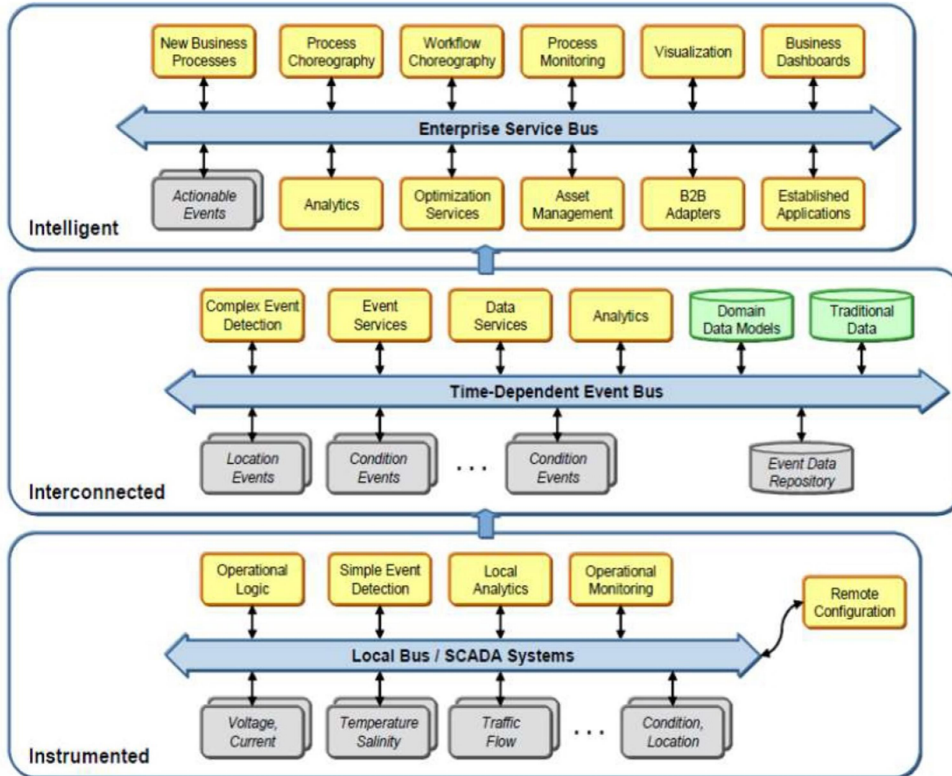 New Business
Processes
Process
Choreography
Workflow
Choreography
Process
Monitoring
Visualization
Business
Dashboards
Enterprise Service Bus
Actionable
Events
Analytics
Optimization
Services
Asset
Management
B2B
Adapters
Established
Applications
Intelligent
Complex Event
Detection
Event
Services
Data
Services
Analytics
Domain
Data Models
Traditional
Data
Time-Dependent Event Bus
Location
Events
Condition
Events
. . .
Condition
Events
Event Data
Repository
Interconnected
Operational
Logic
Simple Event
Detection
Local
Analytics
Operational
Monitoring
Remote
Configuration
Local Bus / SCADA Systems
Voltage,
Current
Temperature
Salinity
Traffic
Flow
. . .
Condition,
Location
Instrumented